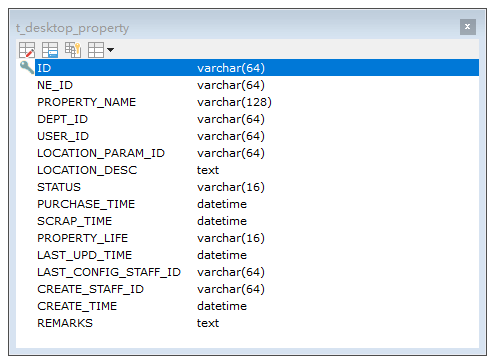 t_desktop_property
ID varchar(64)
NE_ID varchar(64)
PROPERTY_NAME varchar(128)
DEPT_ID varchar(64)
USER_ID varchar(64)
LOCATION_PARAM_ID varchar(64)
LOCATION_DESC text
STATUS varchar(16)
PURCHASE_TIME datetime
SCRAP_TIME datetime
PROPERTY_LIFE varchar(16)
LAST_UPD_TIME datetime
LAST_CONFIG_STAFF_ID varchar(64)
CREATE_STAFF_ID varchar(64)
CREATE_TIME datetime
REMARKS text